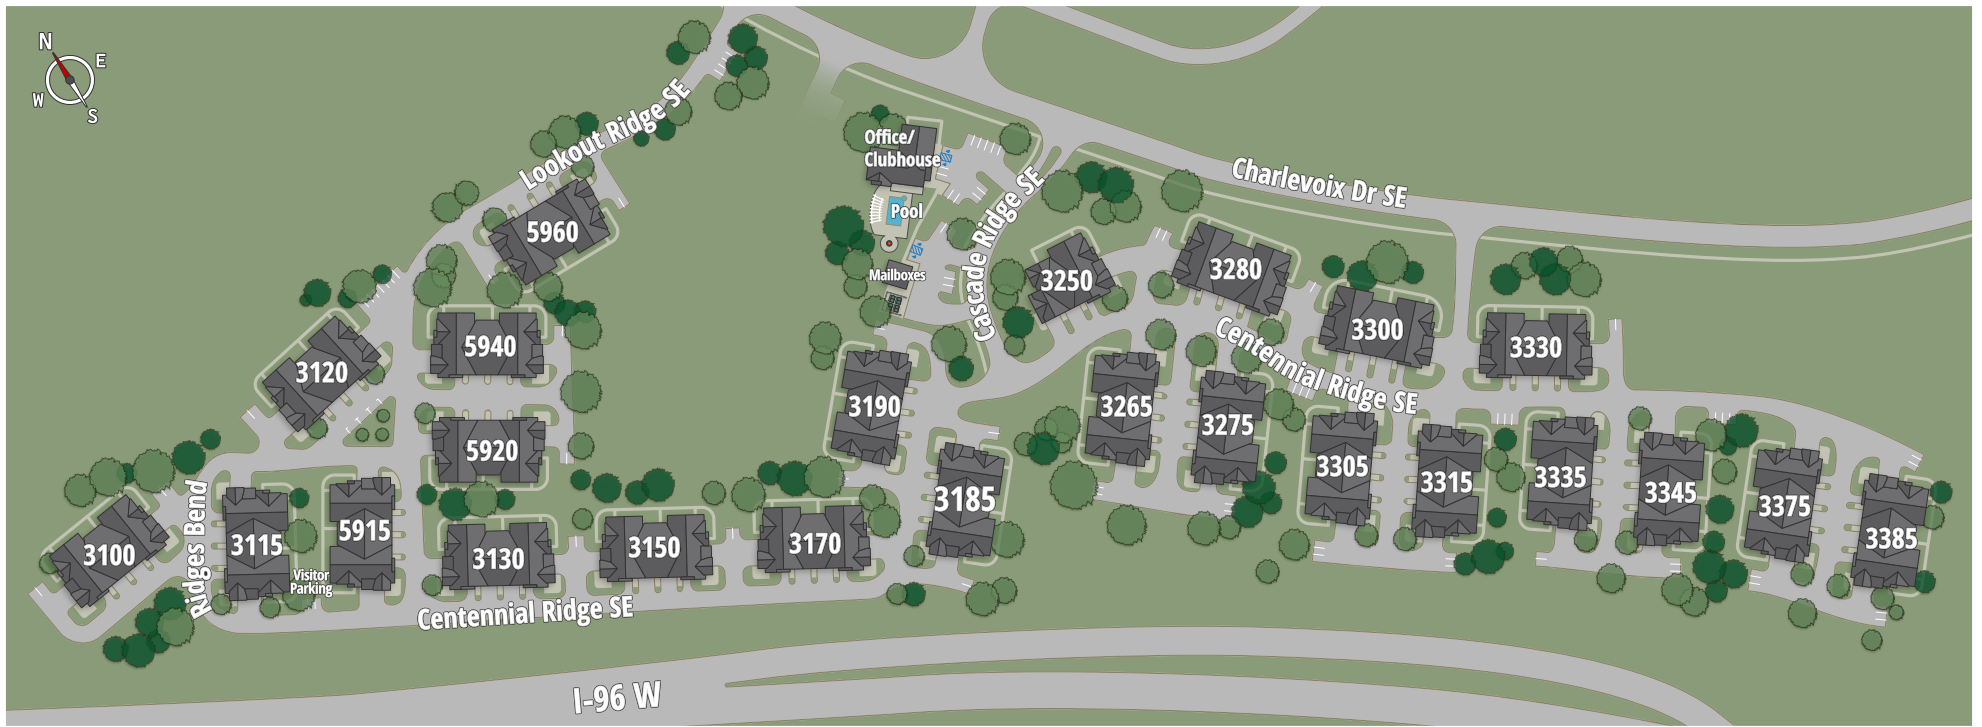 N
E
W
S
Lookout Ridge SE
Office/
Clubhouse
Charlevoix Dr SE
Pool
Cascade Ridge SE
Mailboxes
5960
3250
3280
3300
3330
5940
3120
Centennial Ridge SE
3190
3265
3275
5920
3305
3315
3335
3345
3185
3375
3385
Ridges Bend
3100
3115
5915
3130
3150
3170
Visitor
Parking
Centennial Ridge SE
I-96 W